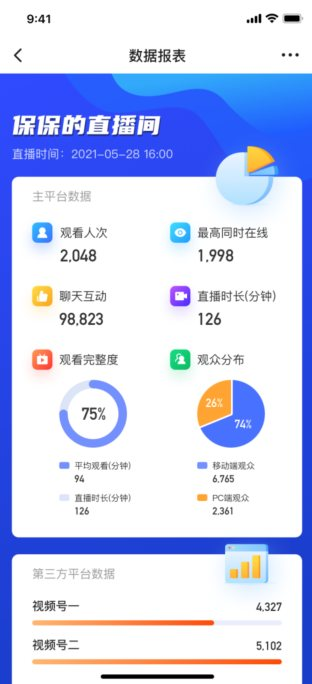 9:41
数据报表
保保的直播间
直播时间：2021-05-28 16:00
主平台数据
观看人次
2,048
最高同时在线
1,998
聊天互动
98,823
直播时长(分钟)
126
观看完整度
观众分布
75%
26%
74%
平均观看(分钟)
94
移动端观众
6,765
直播时长(分钟)
126
PC端观众
2,361
第三方平台数据
视频号一 4,327
视频号二 5,102